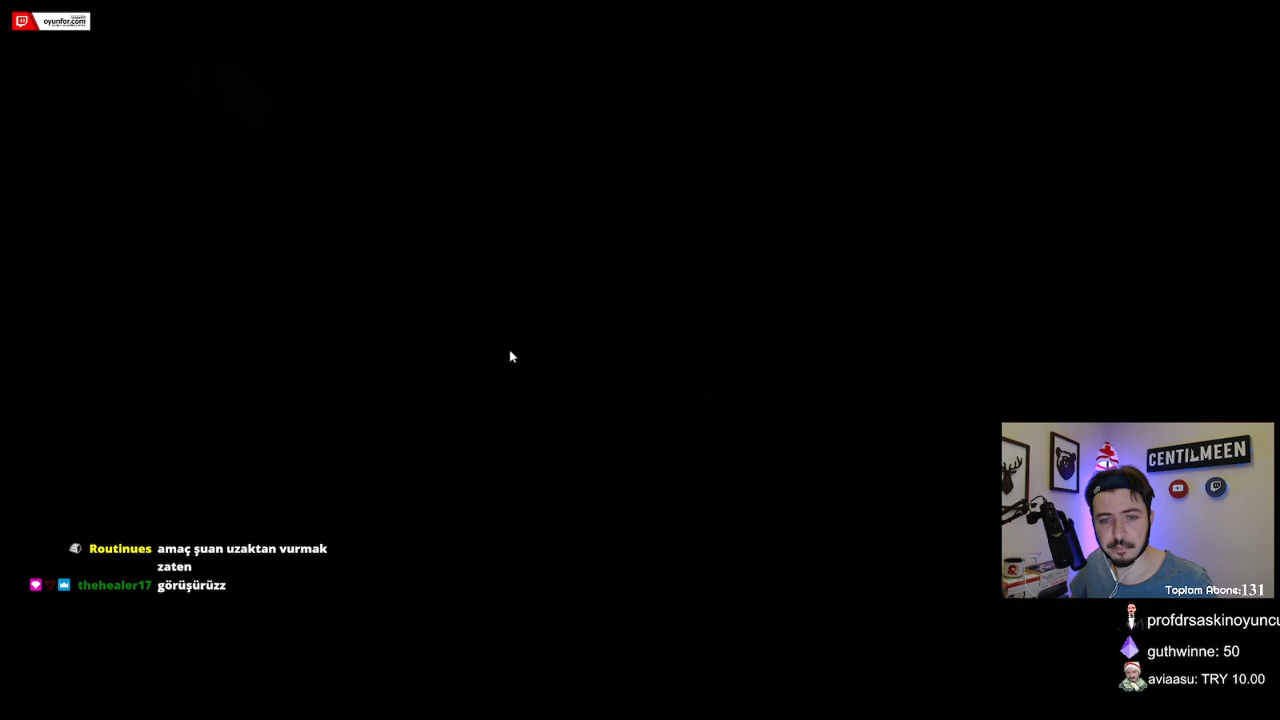 oyunfor.com
CENTILMEEN
Routinues amaç şuan uzaktan vurmak
zaten
thehealer17 görüşürüzz
Toplam Abone:131
profdrsaskinoyuncu
guthwinne: 50
aviaasu: TRY 10.00